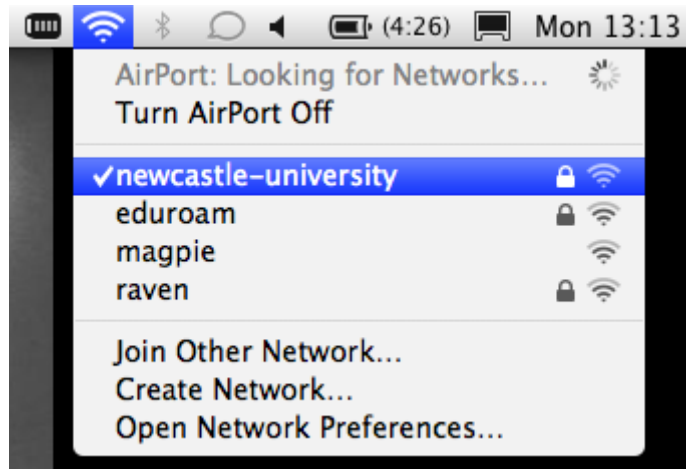 (4:26) Mon 13:13
AirPort: Looking for Networks...
Turn AirPort Off
✓newcastle-university
eduroam
magpie
raven
Join Other Network...
Create Network...
Open Network Preferences...